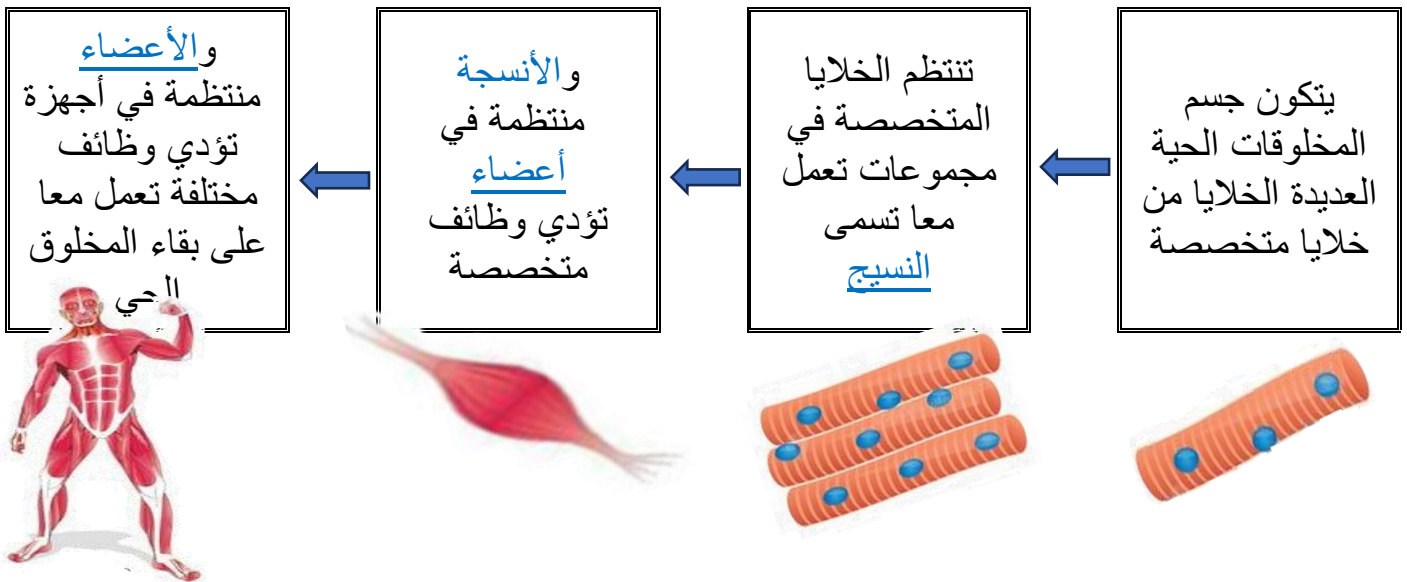 يتكون جسم
المخلوقات الحية
العديدة الخلايا من
خلايا متخصصة
تنتظم الخلايا
المتخصصة في
مجموعات تعمل
معا تسمى
النسيج
والأنسجة
منتظمة في
أعضاء
تؤدي وظائف
متخصصة
والأعضاء
منتظمة في أجهزة
تؤدي وظائف
مختلفة تعمل معا
على بقاء المخلوق
الحي